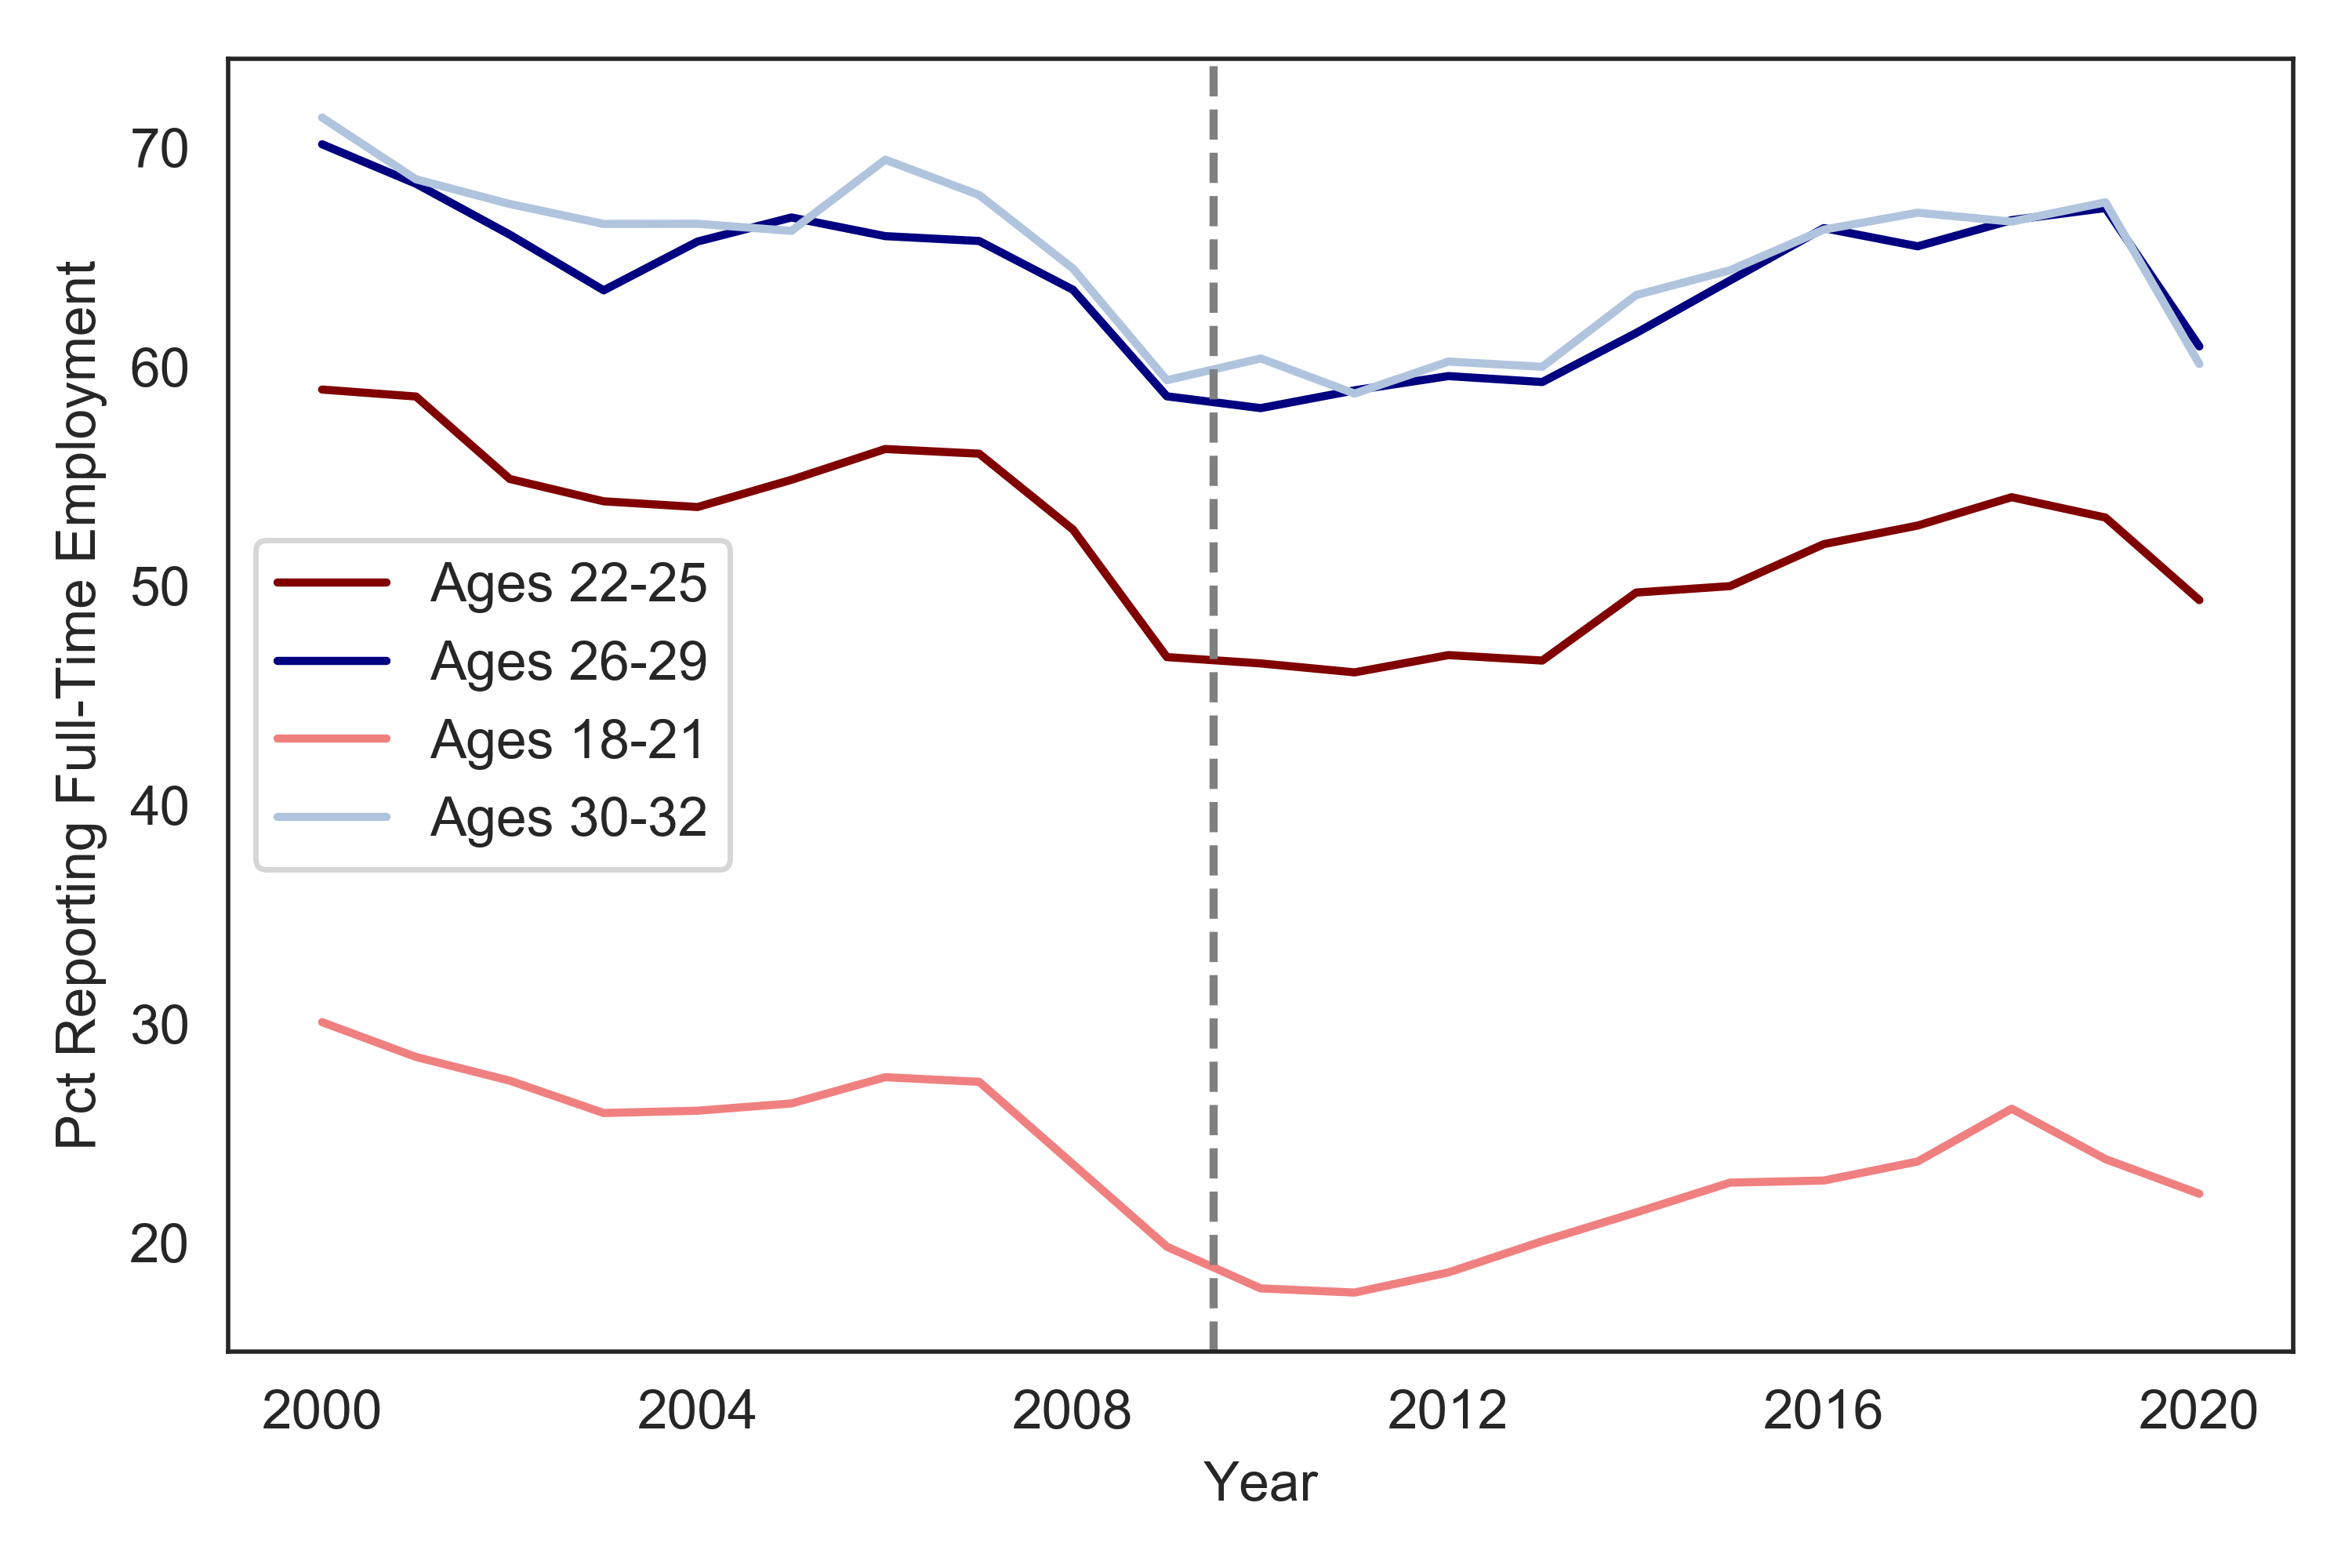 Pct Reporting Full-Time Employment
70
60
50
40
30
20
Ages 22-25
Ages 26-29
Ages 18-21
Ages 30-32
2000 2004 2008 2012 2016 2020
Year